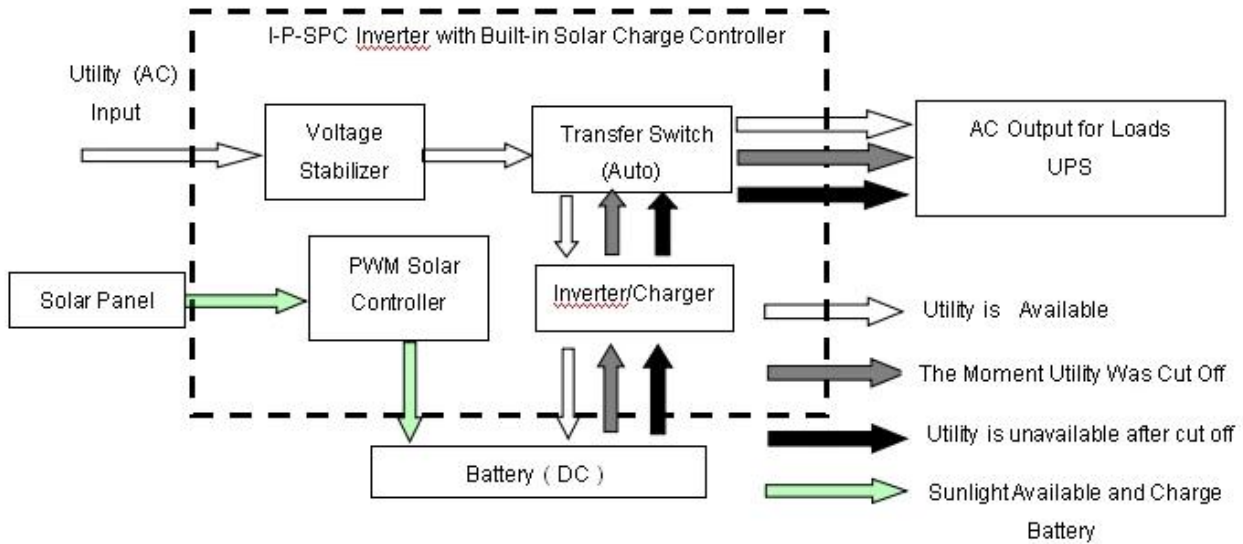 I-P-SPC Inverter with Built-in Solar Charge Controller
Utility (AC)
Input
Voltage
Stabilizer
Transfer Switch
(Auto)
AC Output for Loads
UPS
Solar Panel
PWM Solar
Controller
Inverter/Charger
Battery ( DC )
Utility is Available
The Moment Utility Was Cut Off
Utility is unavailable after cut off
Sunlight Available and Charge
Battery